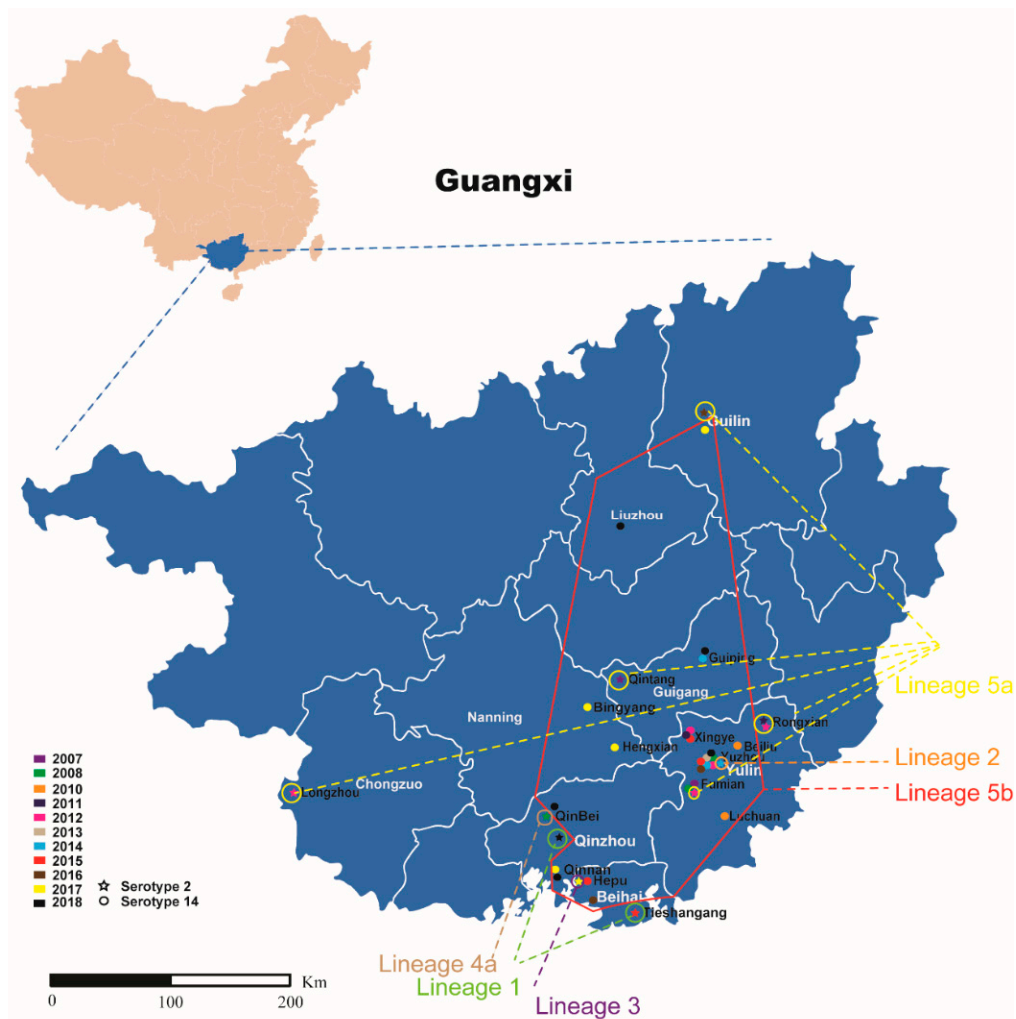 Guangxi
Guilin
Liuzhou
Guiping
Qintang
Guigang
Lineage 5a
Bingyang
Nanning
Rongxian
Xingye
Hengxian
Beiliu
Yuzhou
Lineage 2
Yulin
2007
2008
2010
2011
2012
2013
2014
2015
2016
2017
2018
Serotype 2
Serotype 14
Chongzuo
Longzhou
Fumian
Lineage 5b
QinBei
Luchuan
Qinzhou
Qinnan
Hepu
Beihai
Tieshangang
Lineage 4a
Lineage 1
Lineage 3
Km
0
100
200